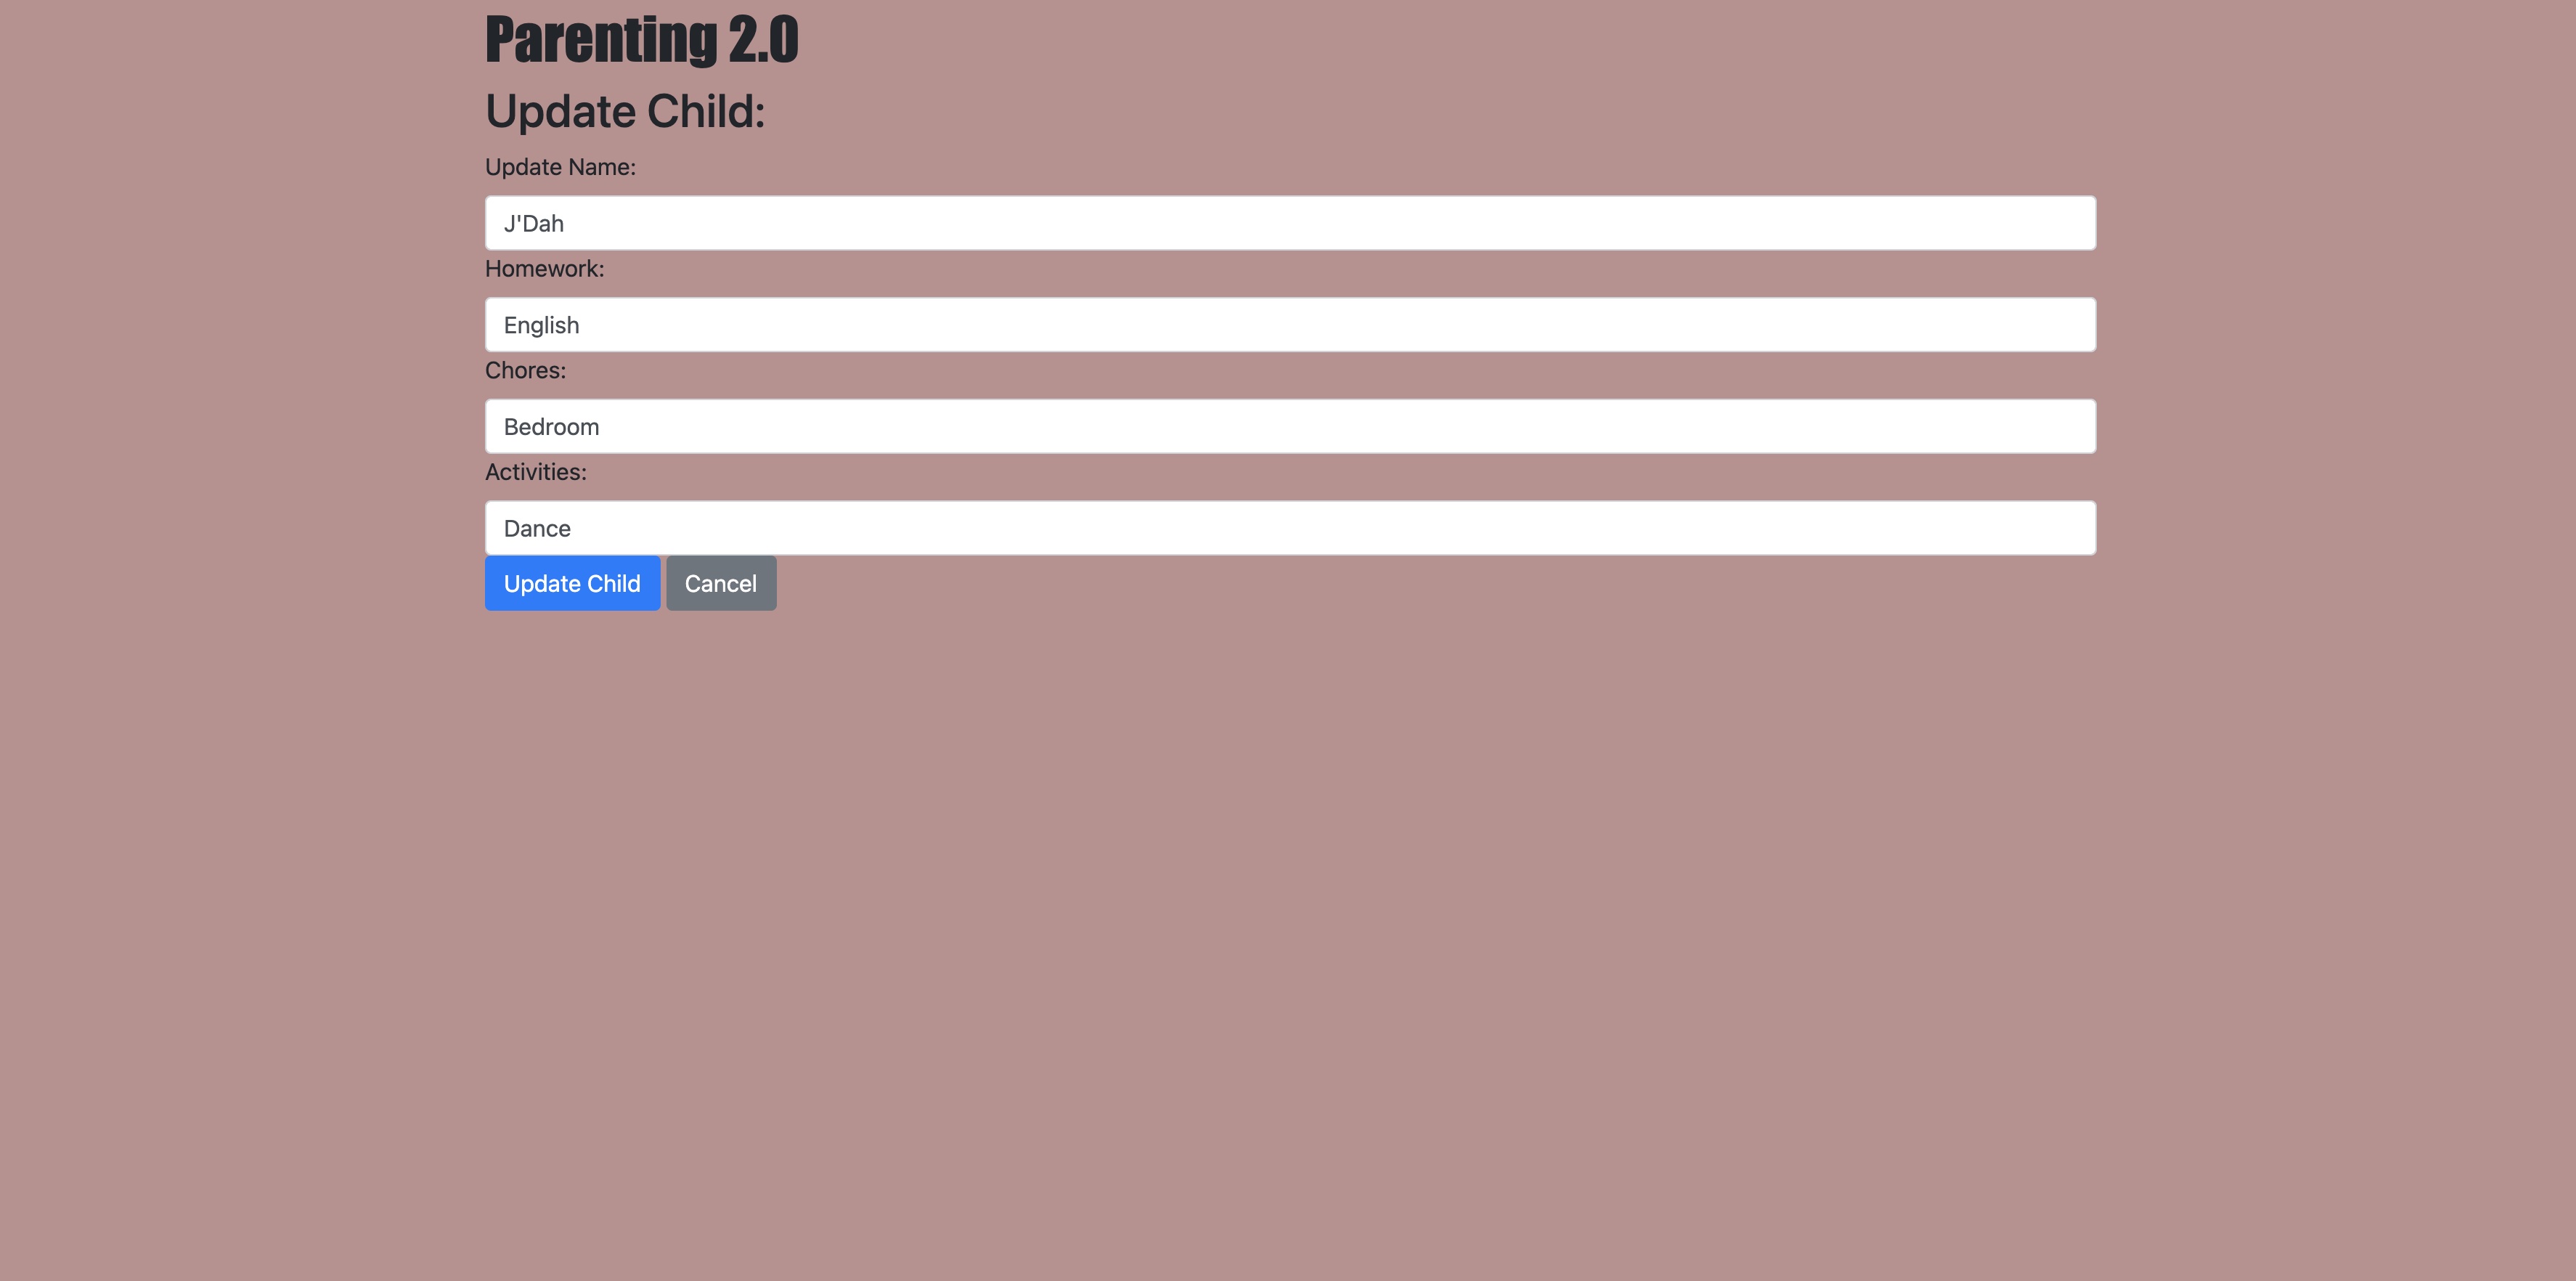 Parenting 2.0
Update Child:
Update Name:
J'Dah
Homework:
English
Chores:
Bedroom
Activities:
Dance
Update Child Cancel